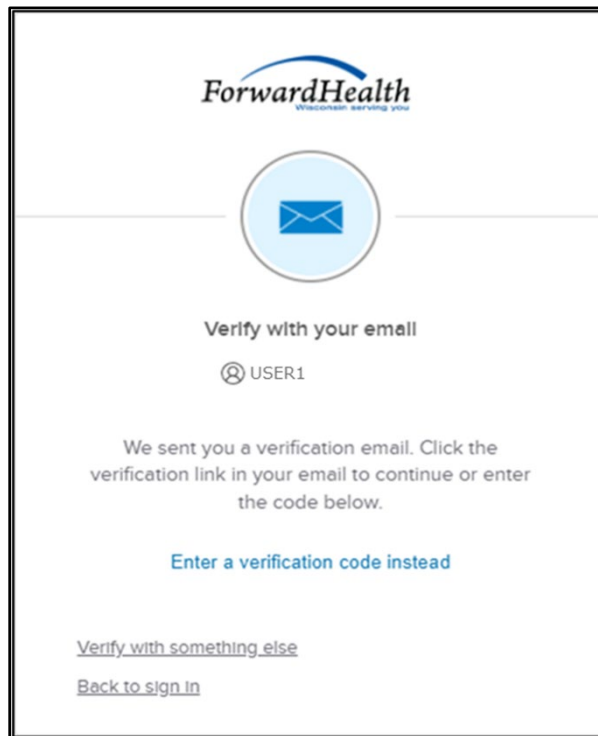 ForwardHealth
Wisconsin serving you
Verify with your email
USER1
We sent you a verification email. Click the
verification link in your email to continue or enter
the code below.
Enter a verification code instead
Verify with something else
Back to sign in